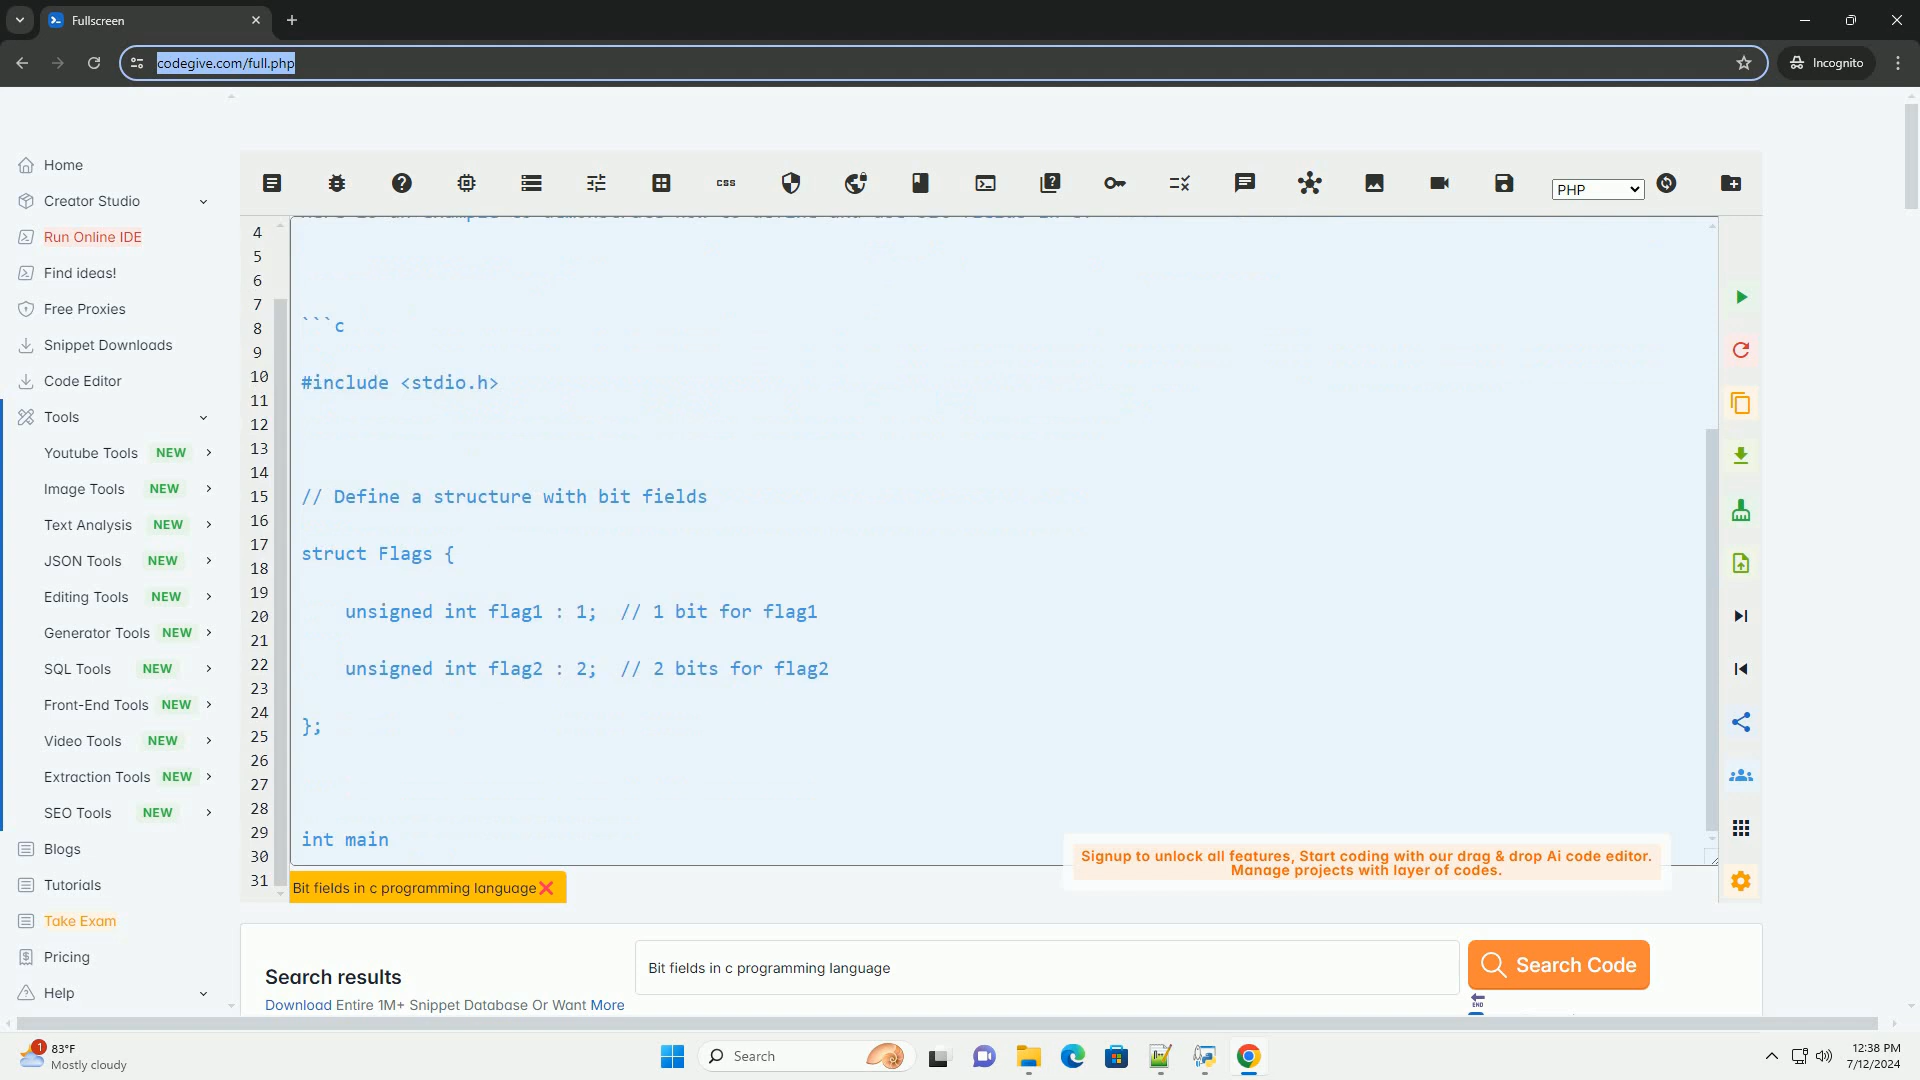 Fullscreen
codegive.com/full.php
Incognito
Home
Creator Studio
Run Online IDE
Find ideas!
Free Proxies
Snippet Downloads
Code Editor
Tools
Youtube Tools NEW
Image Tools NEW
Text Analysis NEW
JSON Tools NEW
Editing Tools NEW
Generator Tools NEW
SQL Tools NEW
Front-End Tools NEW
Video Tools NEW
Extraction Tools NEW
SEO Tools NEW
Blogs
Tutorials
Take Exam
Pricing
Help
css
PHP
4
5
6
7
8
9
10
11
12
13
14
15
16
17
18
19
20
21
22
23
24
25
26
27
28
29
30
31
```c
#include <stdio.h>
// Define a structure with bit fields
struct Flags {
unsigned int flag1 : 1;  // 1 bit for flag1
unsigned int flag2 : 2;  // 2 bits for flag2
};
int main
Signup to unlock all features, Start coding with our drag & drop Ai code editor.
Manage projects with layer of codes.
Bit fields in c programming language
Search results
Download Entire 1M+ Snippet Database Or Want More
Bit fields in c programming language
Search Code
END
1
83°F
Mostly cloudy
Search
12:38 PM
7/12/2024